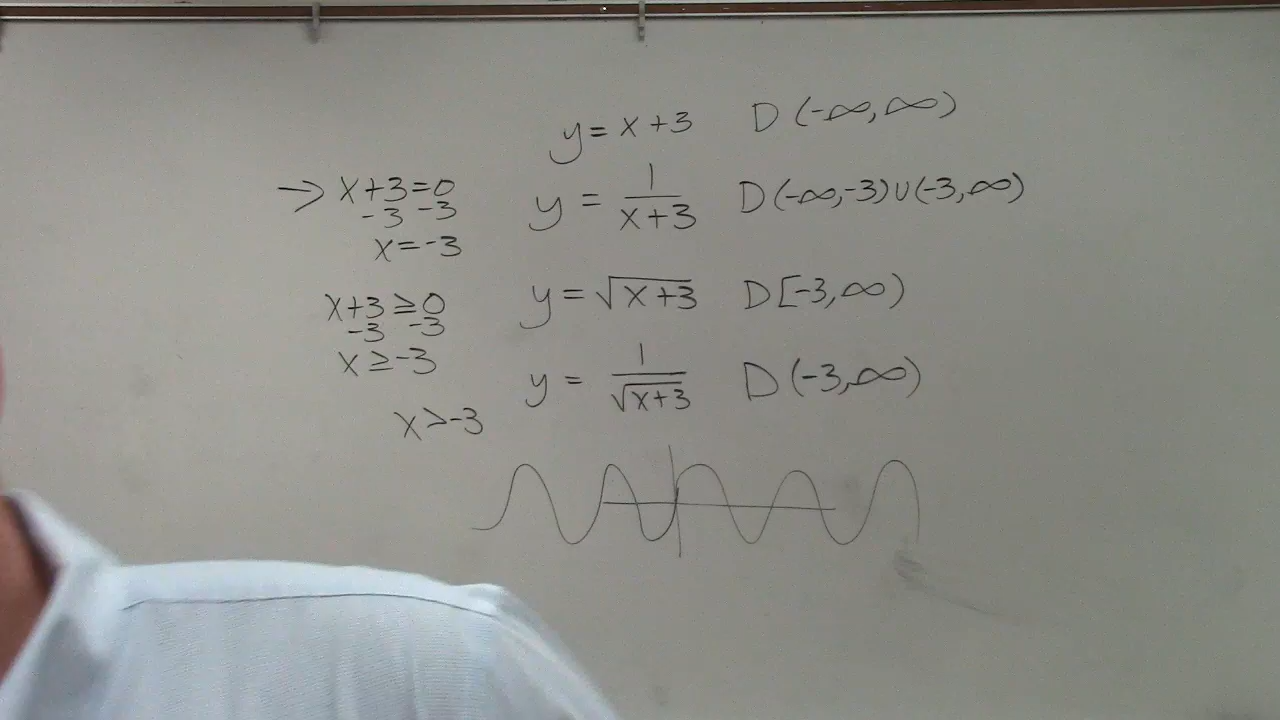 y = x + 3 D (-∞, ∞)
→ x + 3 = 0
-3 -3
x = -3
y = 1/(x+3) D (-∞, -3) ∪ (-3, ∞)
x + 3 ≥ 0
-3 -3
x ≥ -3
y = √(x+3) D [-3, ∞)
x > -3
y = 1/√(x+3) D (-3, ∞)